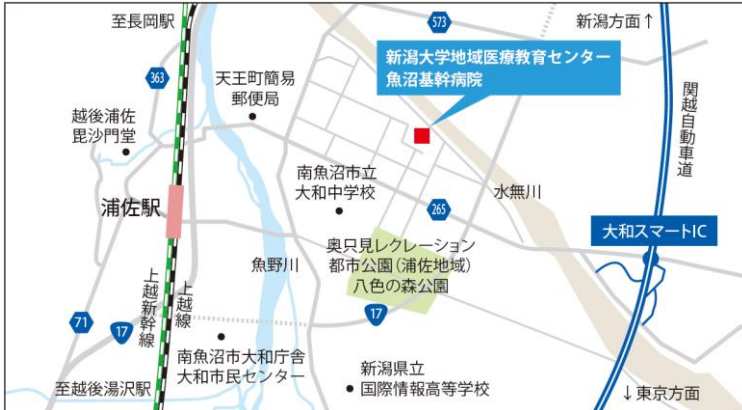 至長岡駅
573
新潟方面↑
新潟大学地域医療教育センター
魚沼基幹病院
363
天王町簡易
郵便局
関越自動車道
越後浦佐
毘沙門堂
南魚沼市立
大和中学校
水無川
浦佐駅
265
大和スマートIC
奥只見レクレーション
都市公園(浦佐地域)
八色の森公園
魚野川
上越新幹線
上越線
71
17
17
南魚沼市大和庁舎
大和市民センター
新潟県立
国際情報高等学校
至越後湯沢駅
↓東京方面